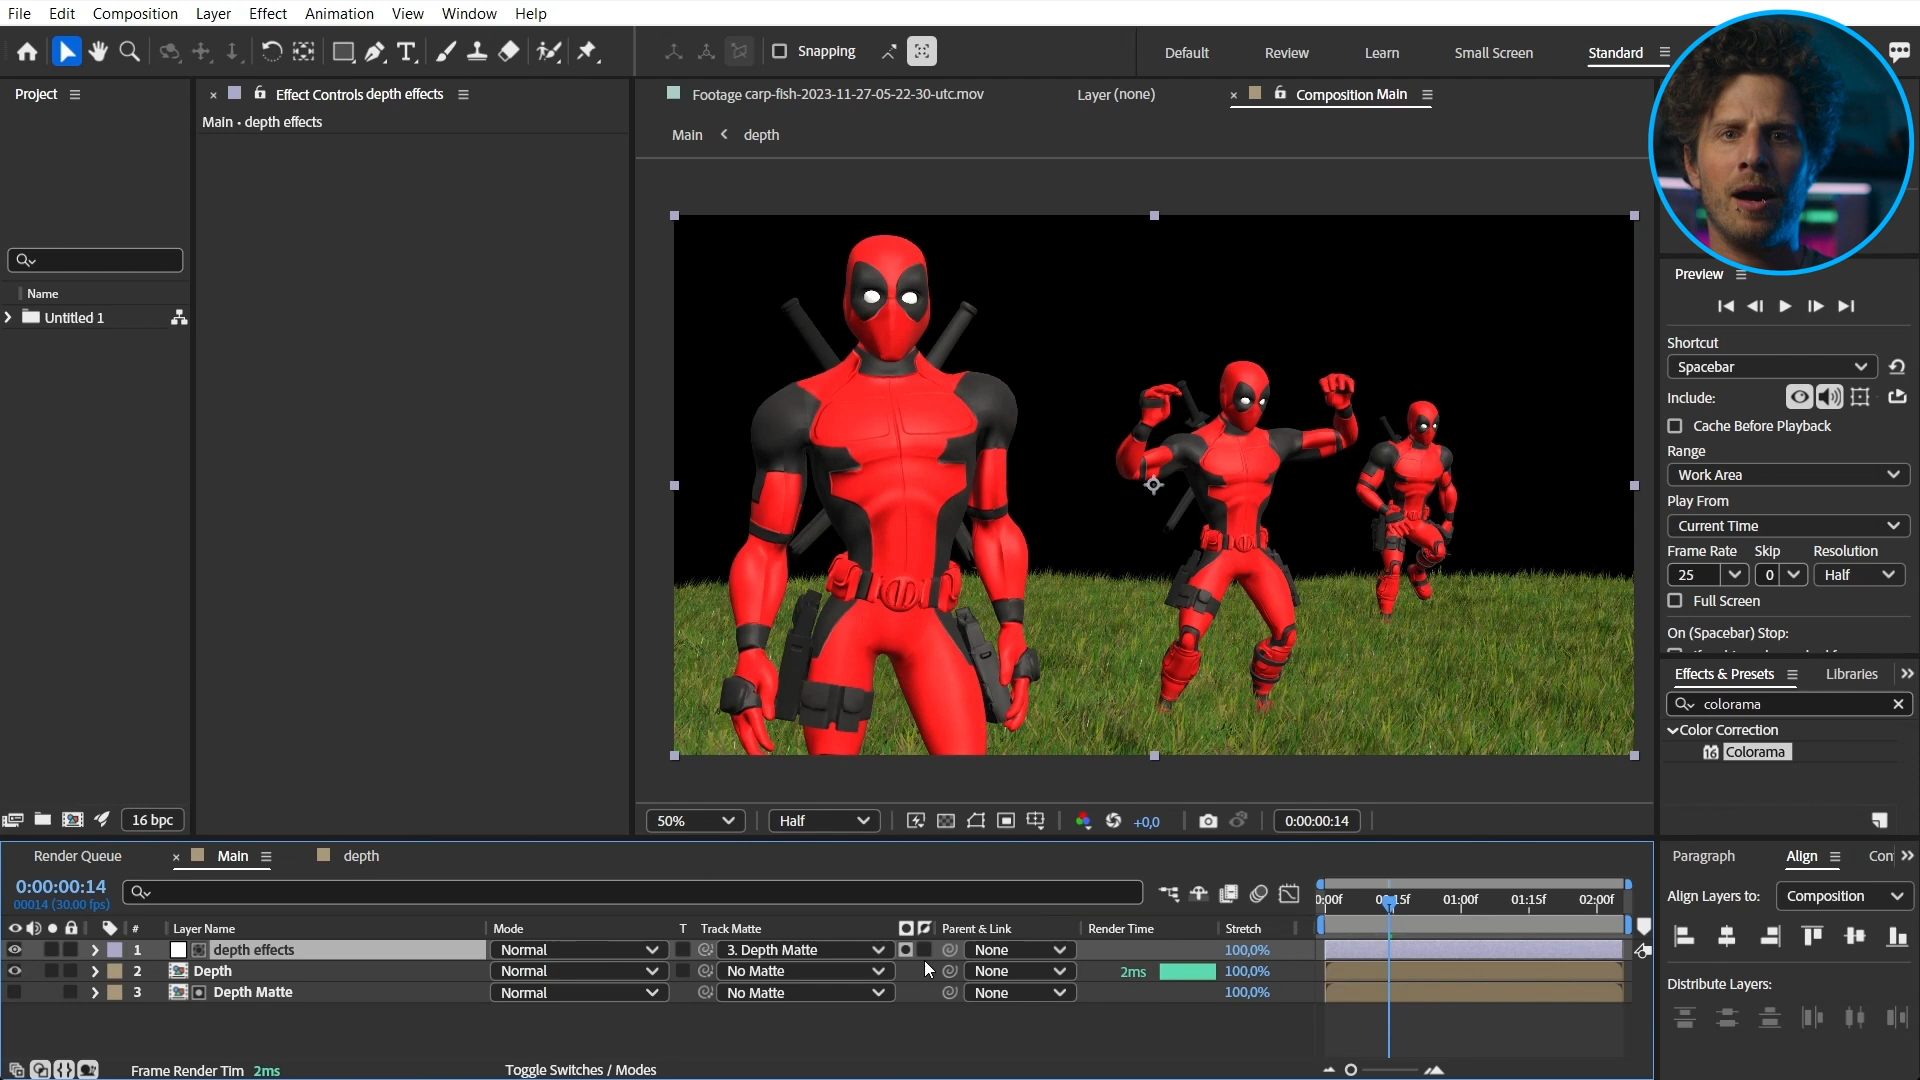 File Edit Composition Layer Effect Animation View Window Help
Snapping
Default Review Learn Small Screen Standard
Project
Effect Controls depth effects
Main • depth effects
Footage carp-fish-2023-11-27-05-22-30-utc.mov
Layer (none)
Composition Main
Main < depth
Name
Untitled 1
16 bpc
Preview
Shortcut
Spacebar
Include:
Cache Before Playback
Range
Work Area
Play From
Current Time
Frame Rate Skip Resolution
25 0 Half
Full Screen
On (Spacebar) Stop:
Effects & Presets Libraries
colorama
Color Correction
16 Colorama
50% Half +0,0 0:00:00:14
Render Queue Main depth
0:00:00:14
00014 (30.00 fps)
# Layer Name Mode T Track Matte Parent & Link Render Time Stretch
1 depth effects Normal 3. Depth Matte None 100,0%
2 Depth Normal No Matte None 2ms 100,0%
3 Depth Matte Normal No Matte None 100,0%
01:00f 01:15f 02:00f
Frame Render Tim 2ms
Toggle Switches / Modes
Paragraph Align
Align Layers to: Composition
Distribute Layers: